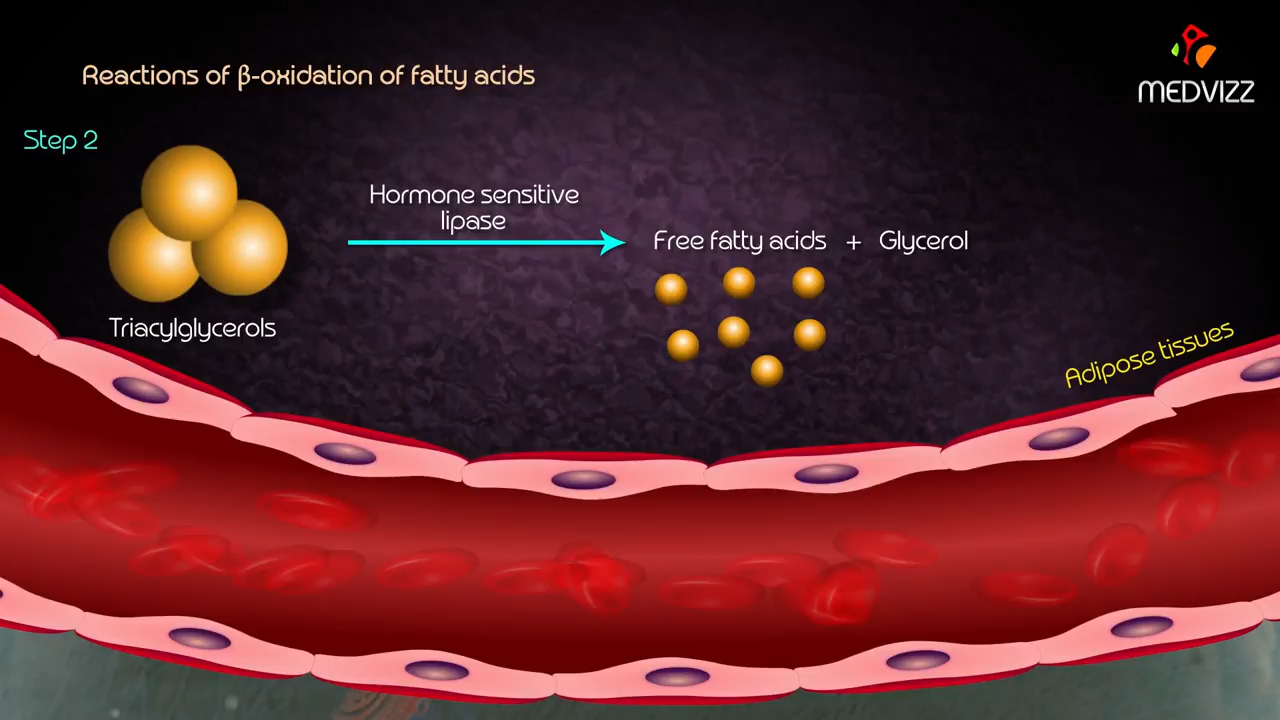 MEDVIZZ
Reactions of β-oxidation of fatty acids
Step 2
Hormone sensitive
lipase
Free fatty acids + Glycerol
Triacylglycerols
Adipose tissues